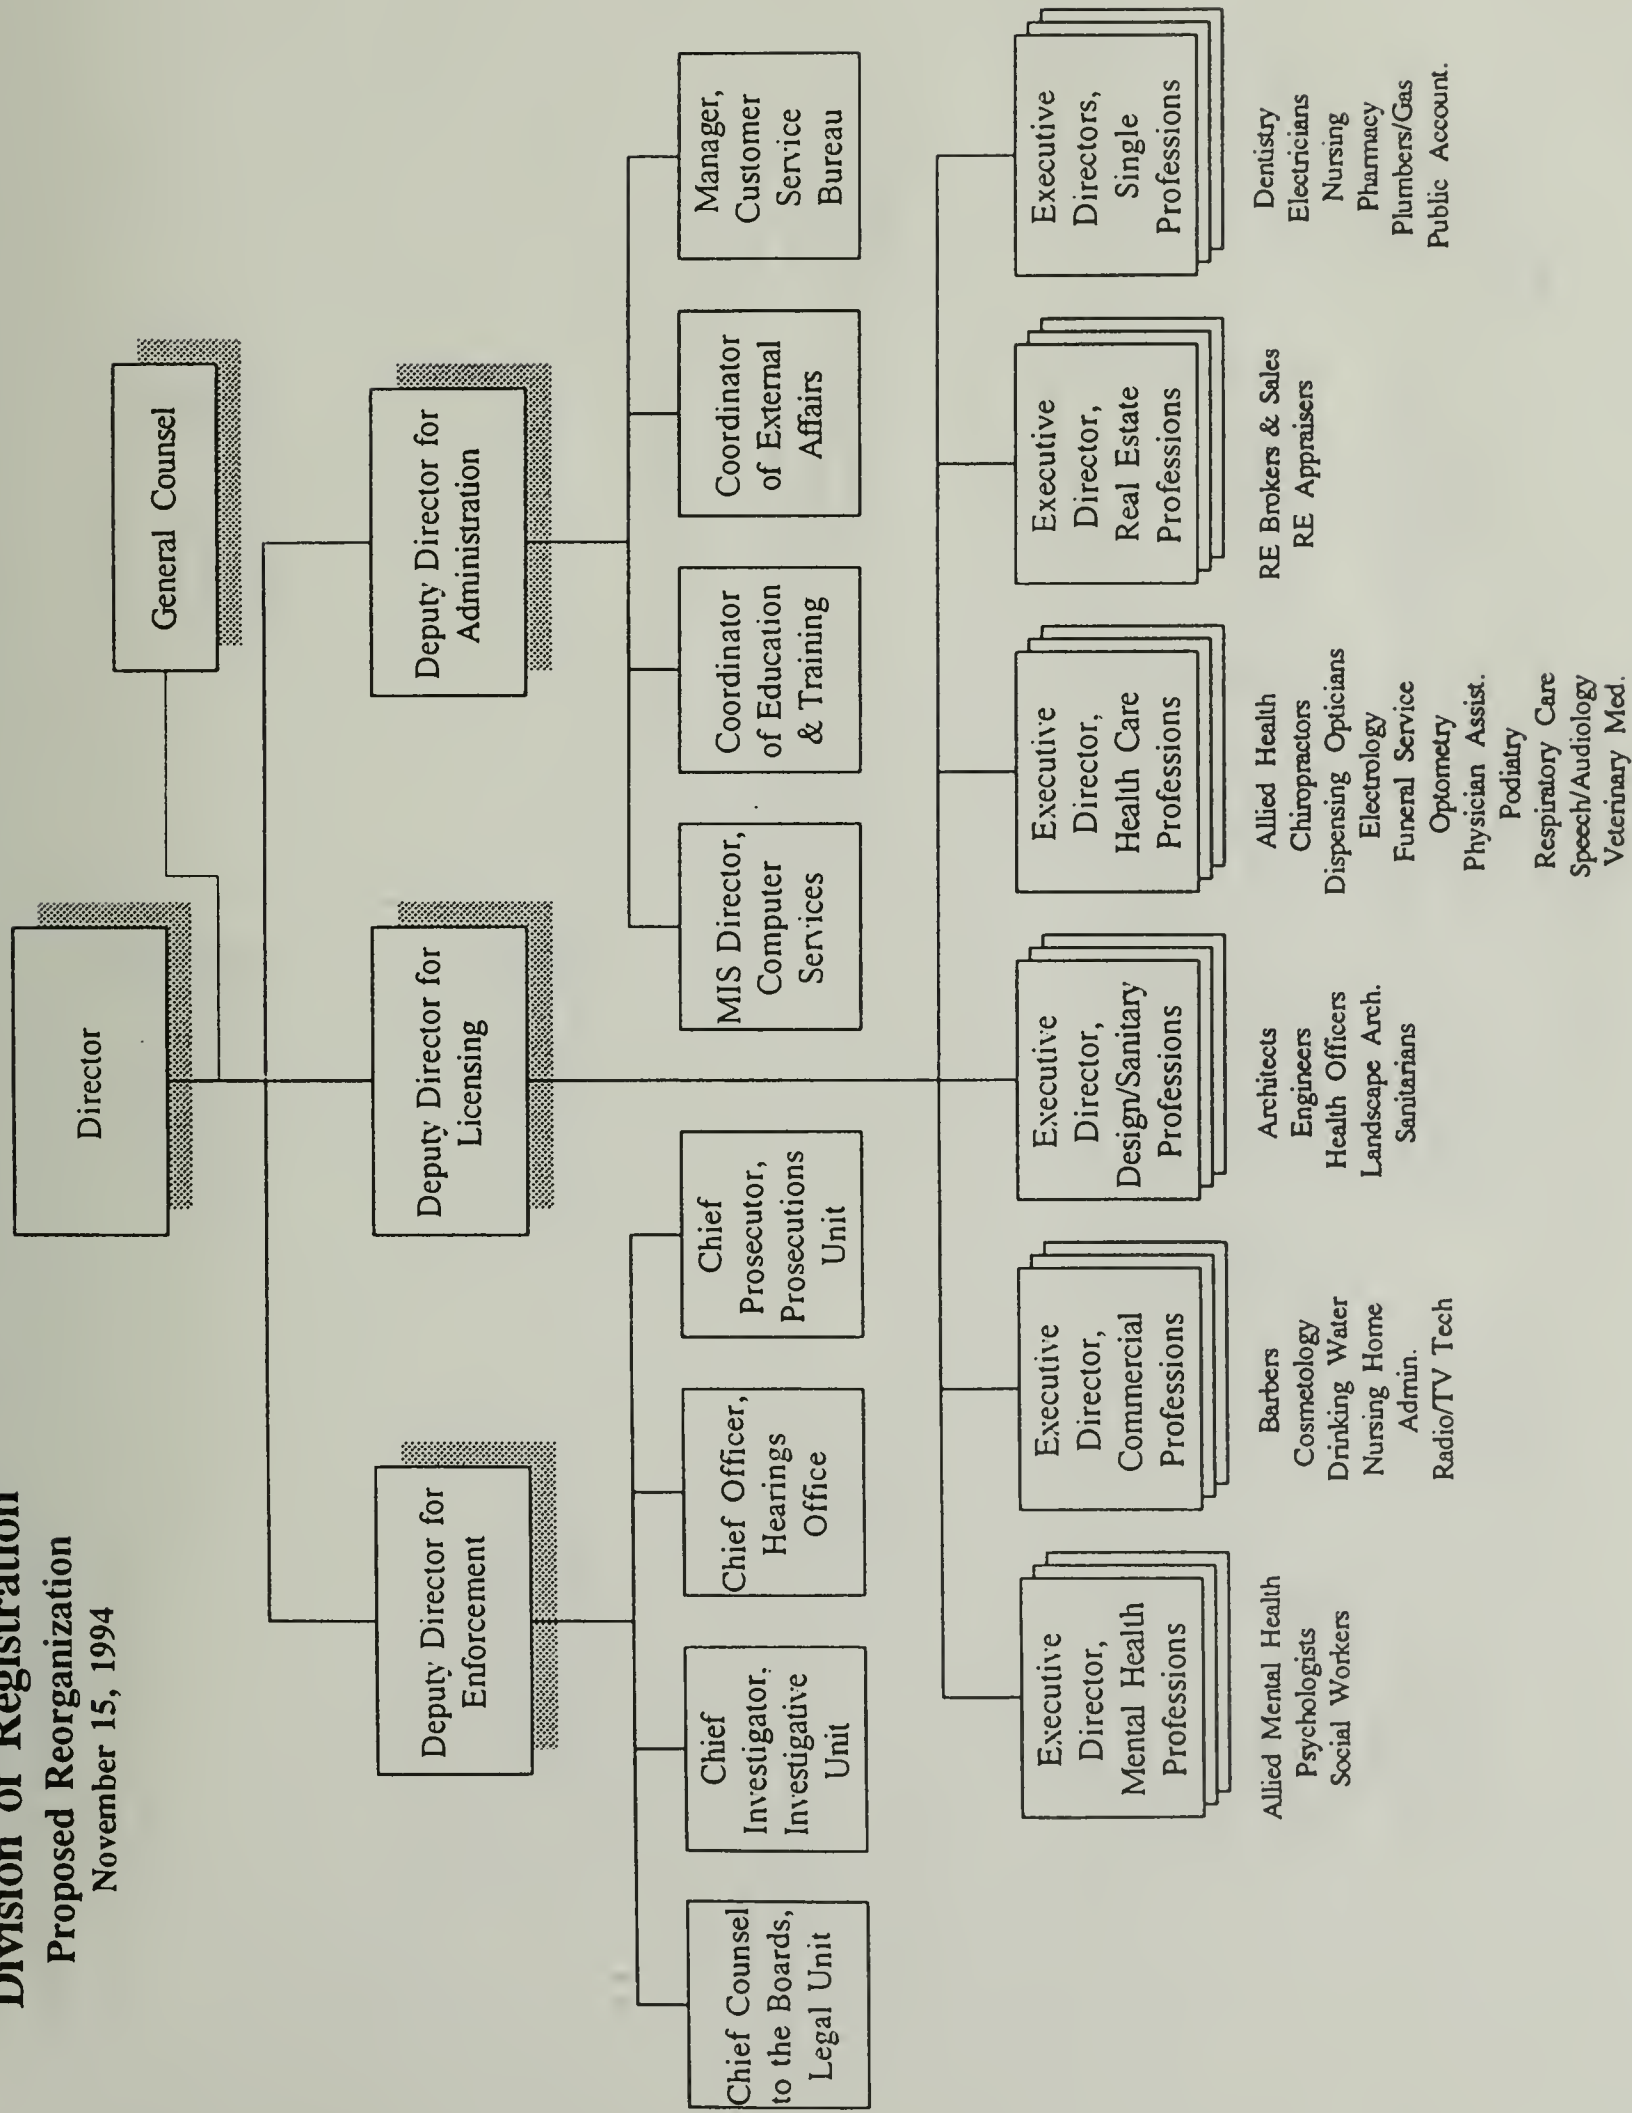 Division of Registration
Proposed Reorganization
November 15, 1994
Director
General Counsel
Deputy Director for
Enforcement
Deputy Director for
Licensing
Deputy Director for
Administration
Chief Counsel
to the Boards,
Legal Unit
Chief
Investigator,
Investigative
Unit
Chief Officer,
Hearings
Office
Chief
Prosecutor,
Prosecutions
Unit
MIS Director,
Computer
Services
Coordinator
of Education
& Training
Coordinator
of External
Affairs
Manager,
Customer
Service
Bureau
Executive
Director,
Mental Health
Professions
Allied Mental Health
Psychologists
Social Workers
Executive
Director,
Commercial
Professions
Barbers
Cosmetology
Drinking Water
Nursing Home
Admin.
Radio/TV Tech
Executive
Director,
Design/Sanitary
Professions
Architects
Engineers
Health Officers
Landscape Arch.
Sanitarians
Executive
Director,
Health Care
Professions
Allied Health
Chiropractors
Dispensing Opticians
Electrology
Funeral Service
Optometry
Physician Assist.
Podiatry
Respiratory Care
Speech/Audiology
Veterinary Med.
Executive
Director,
Real Estate
Professions
RE Brokers & Sales
RE Appraisers
Executive
Directors,
Single
Professions
Dentistry
Electricians
Nursing
Pharmacy
Plumbers/Gas
Public Account.